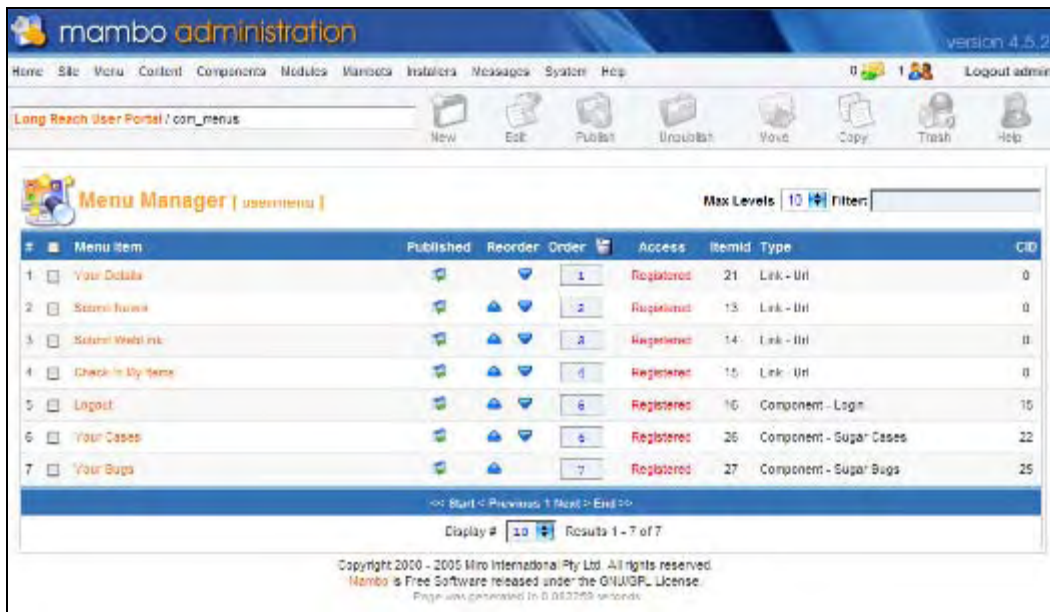 mambo administration
version 4.5.2
Home Site Menu Content Components Modules Mambots Installers Messages System Help 0 1 Logout admin
Long Reach User Portal / com_menus
New Edit Publish Unpublish Move Copy Trash Help
Menu Manager [ usermenu ]
Max Levels 10 Filter:
# Menu Item Published Reorder Order Access Itemid Type CID
1 Your Details 1 Registered 21 Link - Url 0
2 Submit News 2 Registered 13 Link - Url 0
3 Submit WebLink 3 Registered 14 Link - Url 0
4 Check-In My Items 4 Registered 15 Link - Url 0
5 Logout Registered 16 Component - Login 15
6 Your Cases 6 Registered 26 Component - Sugar Cases 22
7 Your Bugs 7 Registered 27 Component - Sugar Bugs 25
<< Start < Previous 1 Next > End >>
Display # 10 Results 1 - 7 of 7
Copyright 2000 - 2005 Miro International Pty Ltd. All rights reserved.
Mambo is Free Software released under the GNU/GPL License.
Page was generated in seconds